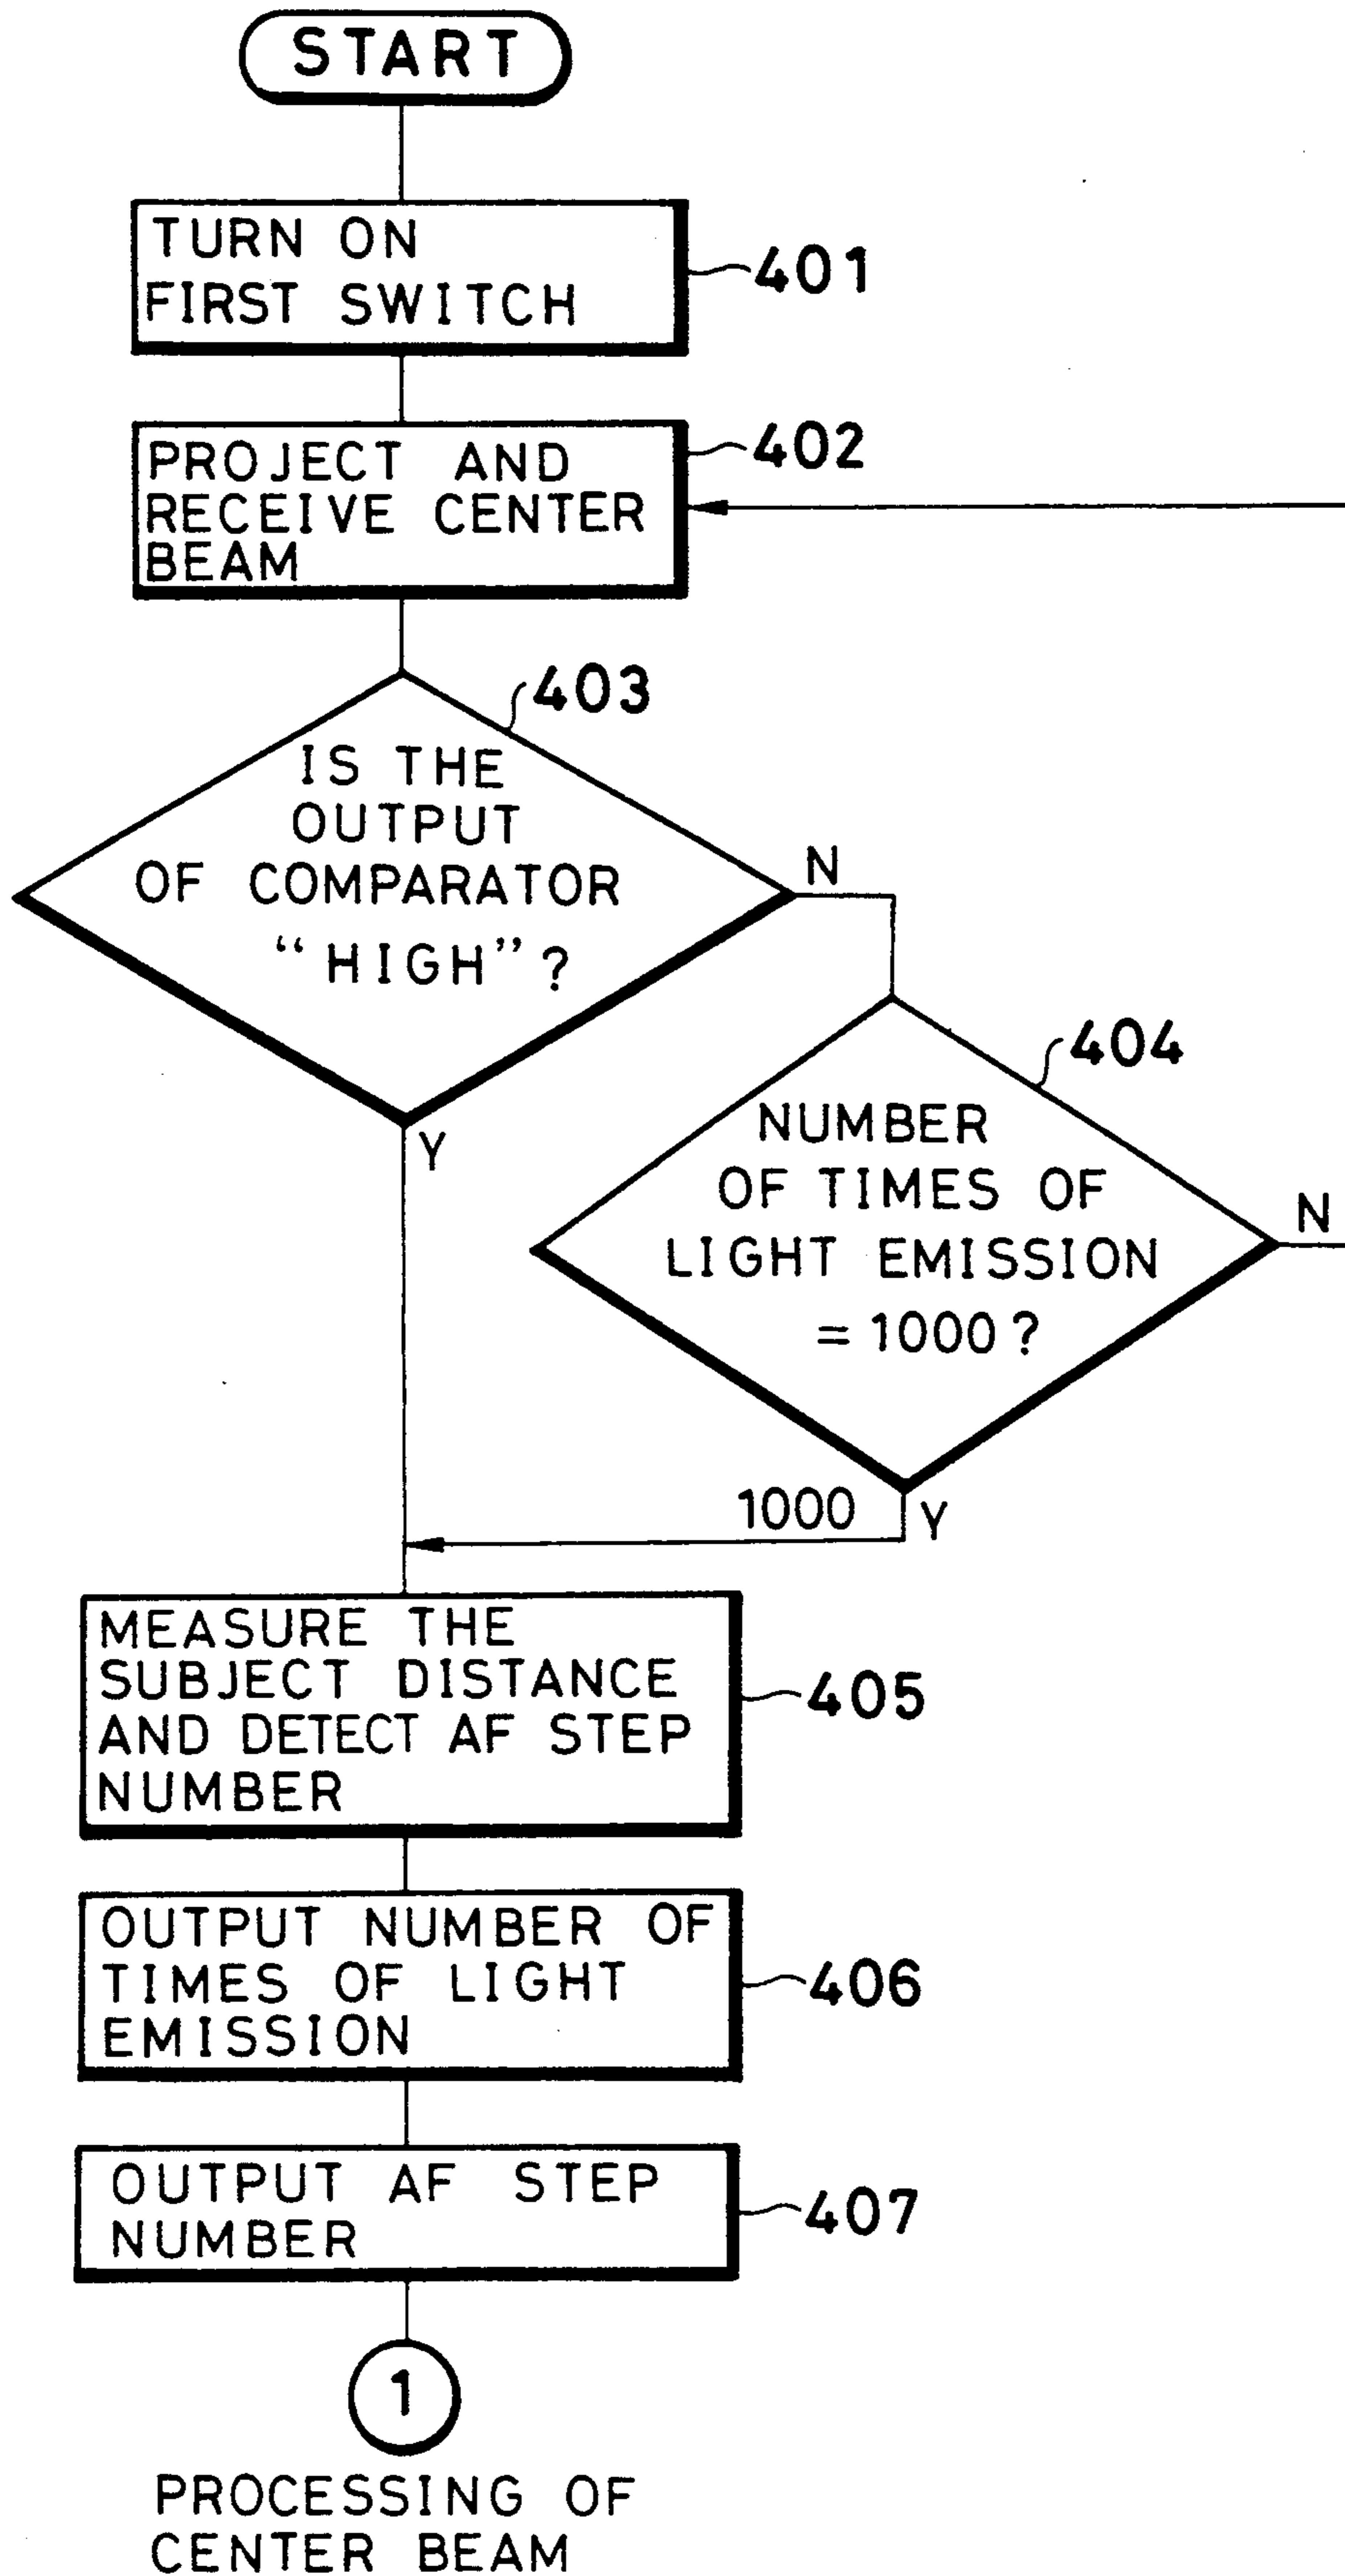 START
TURN ON
FIRST SWITCH
401
PROJECT AND
RECEIVE CENTER
BEAM
402
IS THE
OUTPUT
OF COMPARATOR
“HIGH”?
403
N
Y
NUMBER
OF TIMES OF
LIGHT EMISSION
= 1000 ?
404
N
Y
1000
MEASURE THE
SUBJECT DISTANCE
AND DETECT AF STEP
NUMBER
405
OUTPUT NUMBER OF
TIMES OF LIGHT
EMISSION
406
OUTPUT AF STEP
NUMBER
407
1
PROCESSING OF
CENTER BEAM